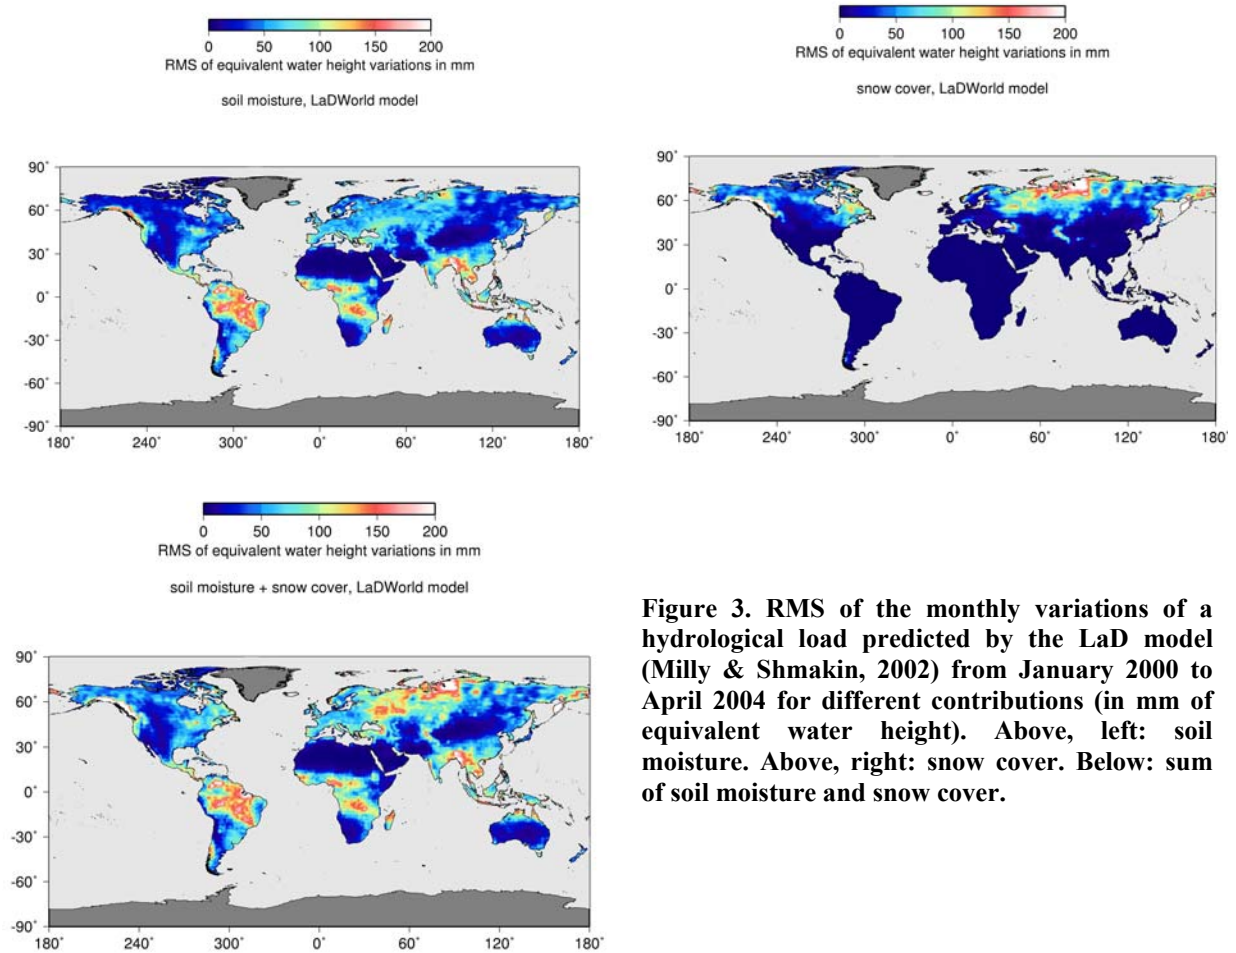 0 50 100 150 200
RMS of equivalent water height variations in mm
soil moisture, LaDWorld model
90°
60°
30°
0°
-30°
-60°
-90°
180° 240° 300° 0° 60° 120° 180°
0 50 100 150 200
RMS of equivalent water height variations in mm
snow cover, LaDWorld model
90°
60°
30°
0°
-30°
-60°
-90°
180° 240° 300° 0° 60° 120° 180°
0 50 100 150 200
RMS of equivalent water height variations in mm
soil moisture + snow cover, LaDWorld model
90°
60°
30°
0°
-30°
-60°
-90°
180° 240° 300° 0° 60° 120° 180°
Figure 3. RMS of the monthly variations of a
hydrological load predicted by the LaD model
(Milly & Shmakin, 2002) from January 2000 to
April 2004 for different contributions (in mm of
equivalent water height). Above, left: soil
moisture. Above, right: snow cover. Below: sum
of soil moisture and snow cover.